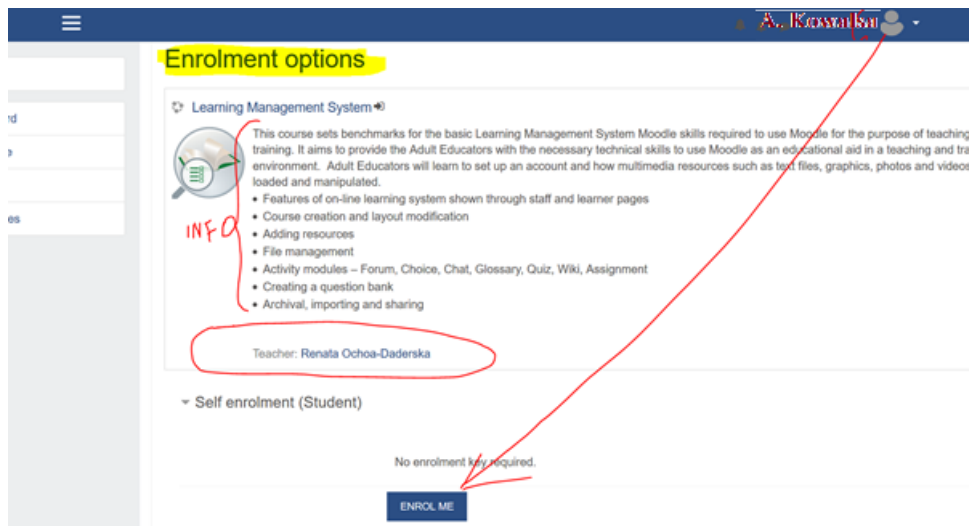 A. Kowalska
Enrolment options
Learning Management System
This course sets benchmarks for the basic Learning Management System Moodle skills required to use Moodle for the purpose of teaching
training. It aims to provide the Adult Educators with the necessary technical skills to use Moodle as an educational aid in a teaching and tra
environment. Adult Educators will learn to set up an account and how multimedia resources such as text files, graphics, photos and videos
loaded and manipulated.
• Features of on-line learning system shown through staff and learner pages
• Course creation and layout modification
• Adding resources
• File management
• Activity modules – Forum, Choice, Chat, Glossary, Quiz, Wiki, Assignment
• Creating a question bank
• Archival, importing and sharing
INFO
es
Teacher: Renata Ochoa-Daderska
Self enrolment (Student)
No enrolment key required.
ENROL ME